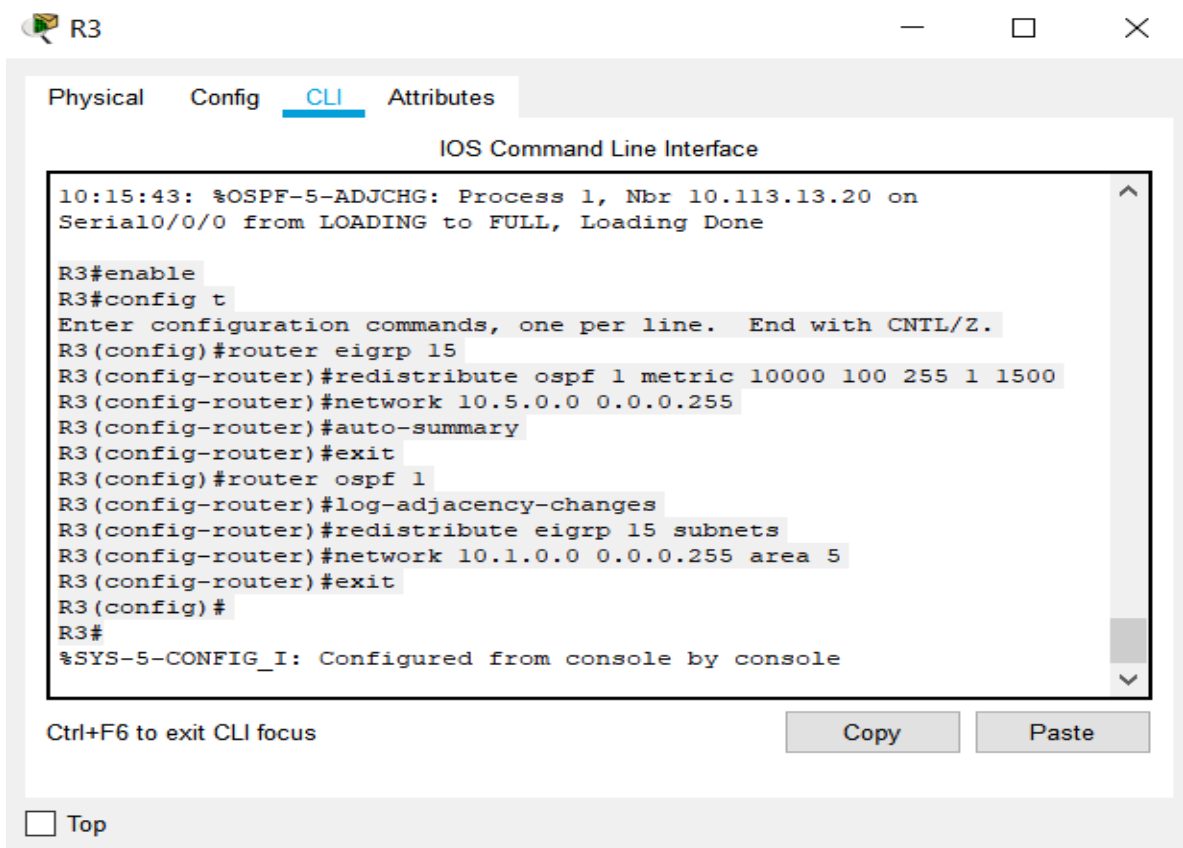 R3
Physical Config CLI Attributes
IOS Command Line Interface
10:15:43: %OSPF-5-ADJCHG: Process 1, Nbr 10.113.13.20 on
Serial0/0/0 from LOADING to FULL, Loading Done
R3#enable
R3#config t
Enter configuration commands, one per line.  End with CNTL/Z.
R3(config)#router eigrp 15
R3(config-router)#redistribute ospf 1 metric 10000 100 255 1 1500
R3(config-router)#network 10.5.0.0 0.0.0.255
R3(config-router)#auto-summary
R3(config-router)#exit
R3(config)#router ospf 1
R3(config-router)#log-adjacency-changes
R3(config-router)#redistribute eigrp 15 subnets
R3(config-router)#network 10.1.0.0 0.0.0.255 area 5
R3(config-router)#exit
R3(config)#
R3#
%SYS-5-CONFIG_I: Configured from console by console
Ctrl+F6 to exit CLI focus
Copy
Paste
Top